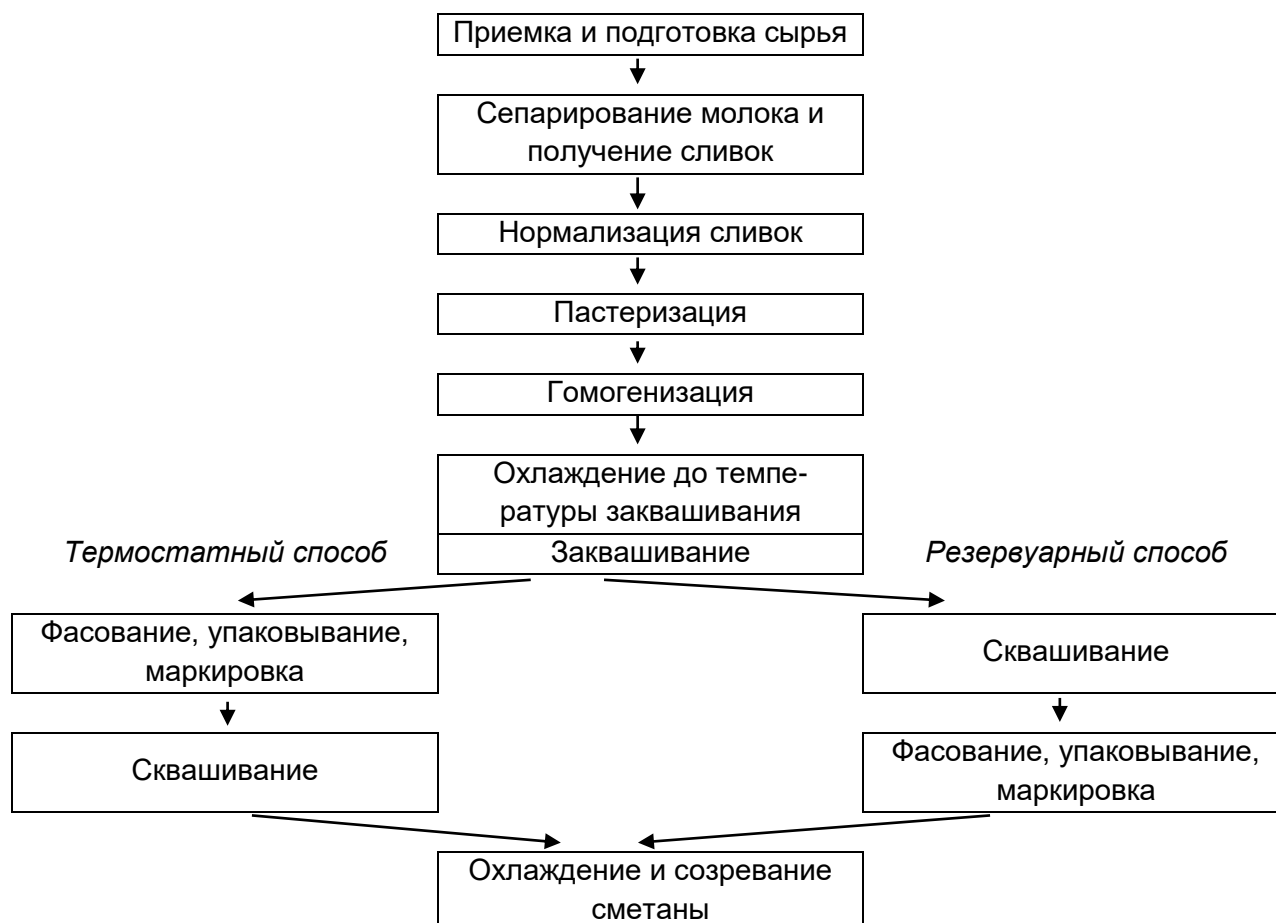 Приемка и подготовка сырья
Сепарирование молока и
получение сливок
Нормализация сливок
Пастеризация
Гомогенизация
Охлаждение до темпе-
ратуры заквашивания
Термостатный способ
Заквашивание
Резервуарный способ
Фасование, упаковывание,
маркировка
Сквашивание
Сквашивание
Фасование, упаковывание,
маркировка
Охлаждение и созревание
сметаны